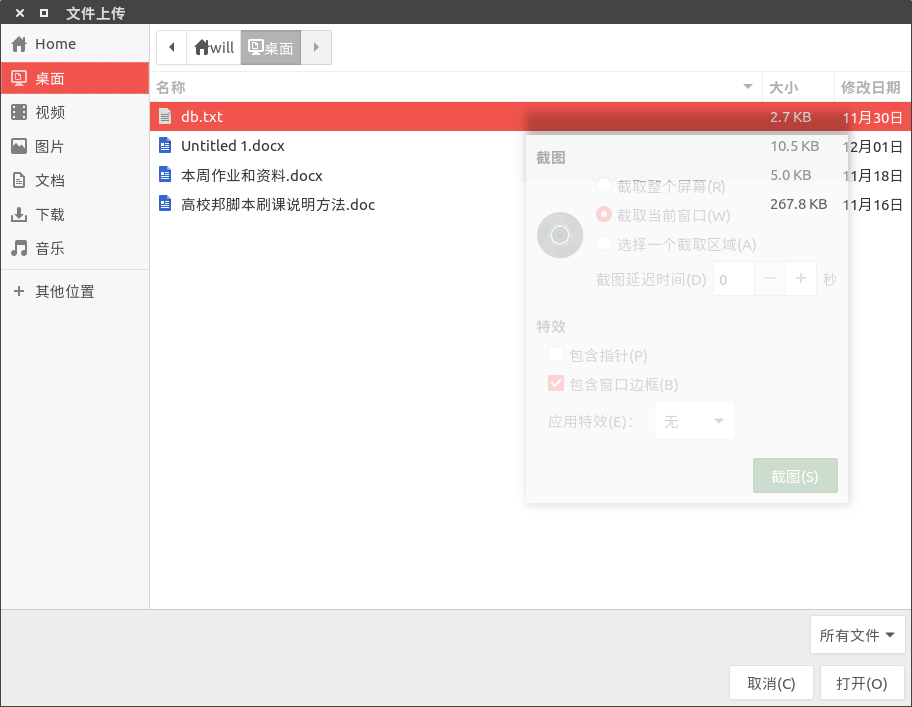 文件上传
Home
桌面
视频
图片
文档
下载
音乐
其他位置
will 桌面
名称 大小 修改日期
db.txt 2.7 KB 11月30日
Untitled 1.docx 10.5 KB 12月01日
本周作业和资料.docx 5.0 KB 11月18日
高校邦脚本刷课说明方法.doc 267.8 KB 11月16日
截图
截取整个屏幕(R)
截取当前窗口(W)
选择一个截取区域(A)
截图延迟时间(D) 0 − + 秒
特效
包含指针(P)
包含窗口边框(B)
应用特效(E): 无
截图(S)
所有文件
取消(C) 打开(O)